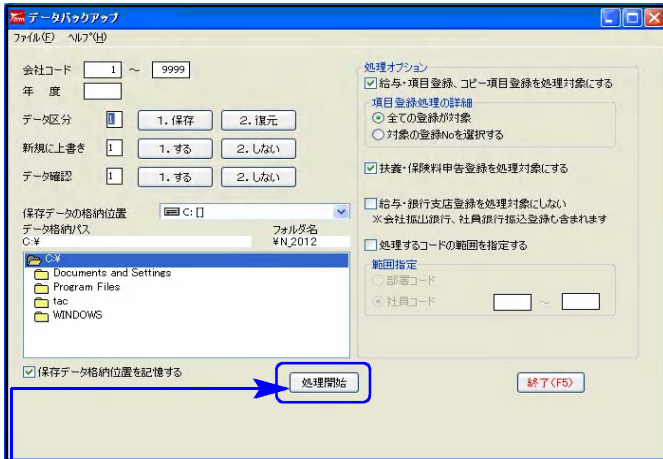 データバックアップ
ファイル(F) ヘルプ(H)
会社コード 1 ～ 9999
年 度
データ区分 1 1. 保存 2. 復元
新規に上書き 1 1. する 2. しない
データ確認 1 1. する 2. しない
保存データの格納位置 C: []
データ格納パス フォルダ名
C:¥ ¥N_2012
C:¥
Documents and Settings
Program Files
tac
WINDOWS
保存データ格納位置を記憶する
処理開始
処理オプション
給与・項目登録、コピー項目登録を処理対象にする
項目登録処理の詳細
全ての登録が対象
対象の登録Noを選択する
扶養・保険料申告登録を処理対象にする
給与・銀行支店登録を処理対象にしない
※会社振出銀行、社員銀行振込登録も含まれます
処理するコードの範囲を指定する
範囲指定
部署コード
社員コード ～
終了(F5)